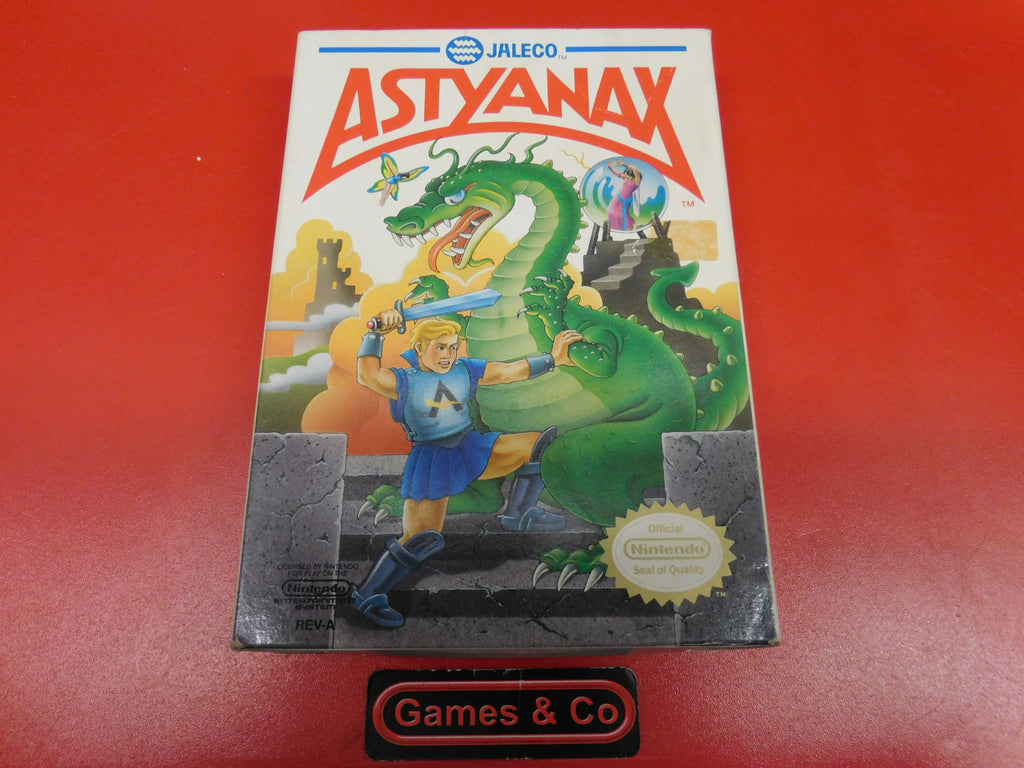 JALECO TM
ASTYANAX
TM
A
Official
Nintendo
Seal of Quality
TM
LICENSED BY NINTENDO
FOR PLAY ON THE
Nintendo
ENTERTAINMENT
SYSTEM
REV-A
Games & Co